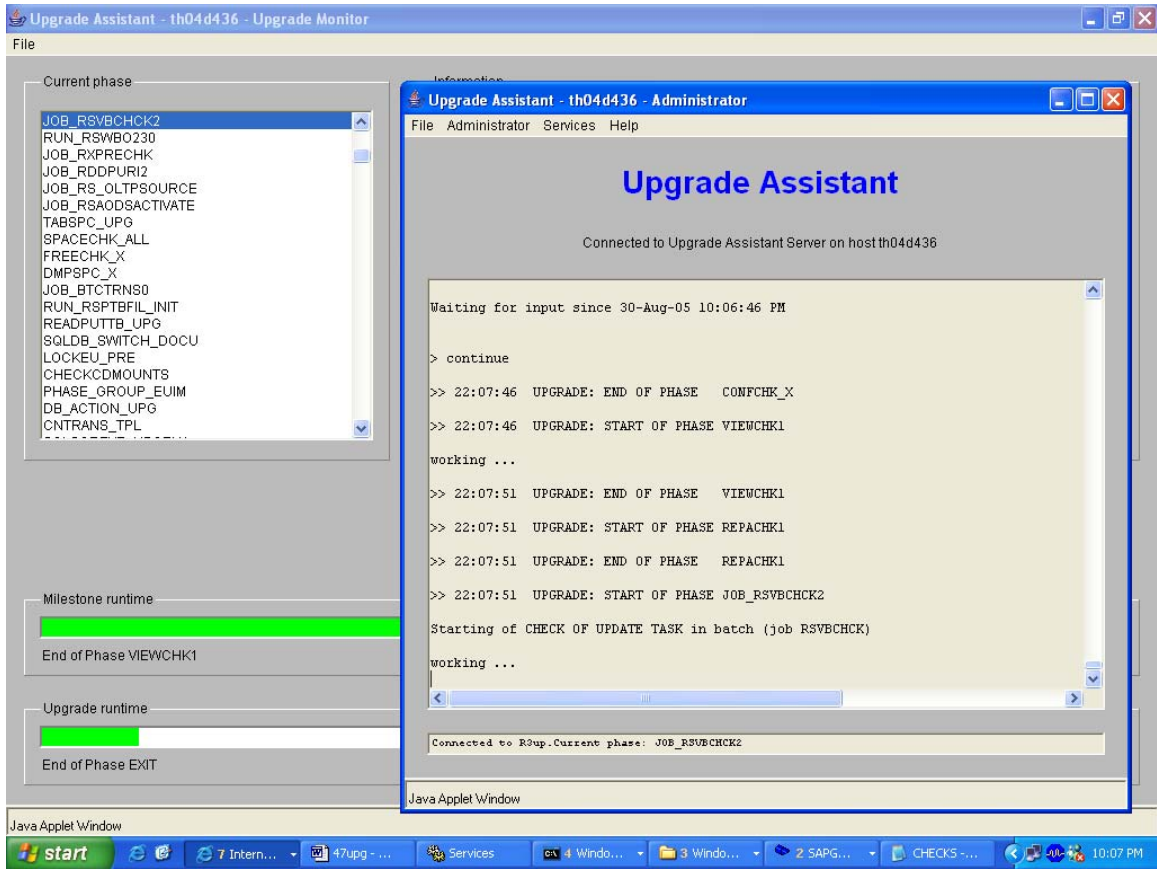 Upgrade Assistant - th04d436 - Upgrade Monitor
File
Current phase
Information
JOB_RSVBCHCK2
RUN_RSWBO230
JOB_RXPRECHK
JOB_RDDPURI2
JOB_RS_OLTPSOURCE
JOB_RSAODSACTIVATE
TABSPC_UPG
SPACECHK_ALL
FREECHK_X
DMPSPC_X
JOB_BTCTRNS0
RUN_RSPTBFIL_INIT
READPUTTB_UPG
SQLDB_SWITCH_DOCU
LOCKEU_PRE
CHECKCDMOUNTS
PHASE_GROUP_EUIM
DB_ACTION_UPG
CNTRANS_TPL
Milestone runtime
End of Phase VIEWCHK1
Upgrade runtime
End of Phase EXIT
Java Applet Window
Upgrade Assistant - th04d436 - Administrator
File Administrator Services Help
Upgrade Assistant
Connected to Upgrade Assistant Server on host th04d436
Waiting for input since 30-Aug-05 10:06:46 PM
> continue
>> 22:07:46 UPGRADE: END OF PHASE CONFCHK_X
>> 22:07:46 UPGRADE: START OF PHASE VIEWCHK1
working ...
>> 22:07:51 UPGRADE: END OF PHASE VIEWCHK1
>> 22:07:51 UPGRADE: START OF PHASE REPACHK1
>> 22:07:51 UPGRADE: END OF PHASE REPACHK1
>> 22:07:51 UPGRADE: START OF PHASE JOB_RSVBCHCK2
Starting of CHECK OF UPDATE TASK in batch (job RSVBCHCK)
working ...
Connected to R3up.Current phase: JOB_RSVBCHCK2
Java Applet Window
start
7 Intern...
47upg - ...
Services
4 Windo...
3 Windo...
2 SAPG...
CHECKS -...
10:07 PM